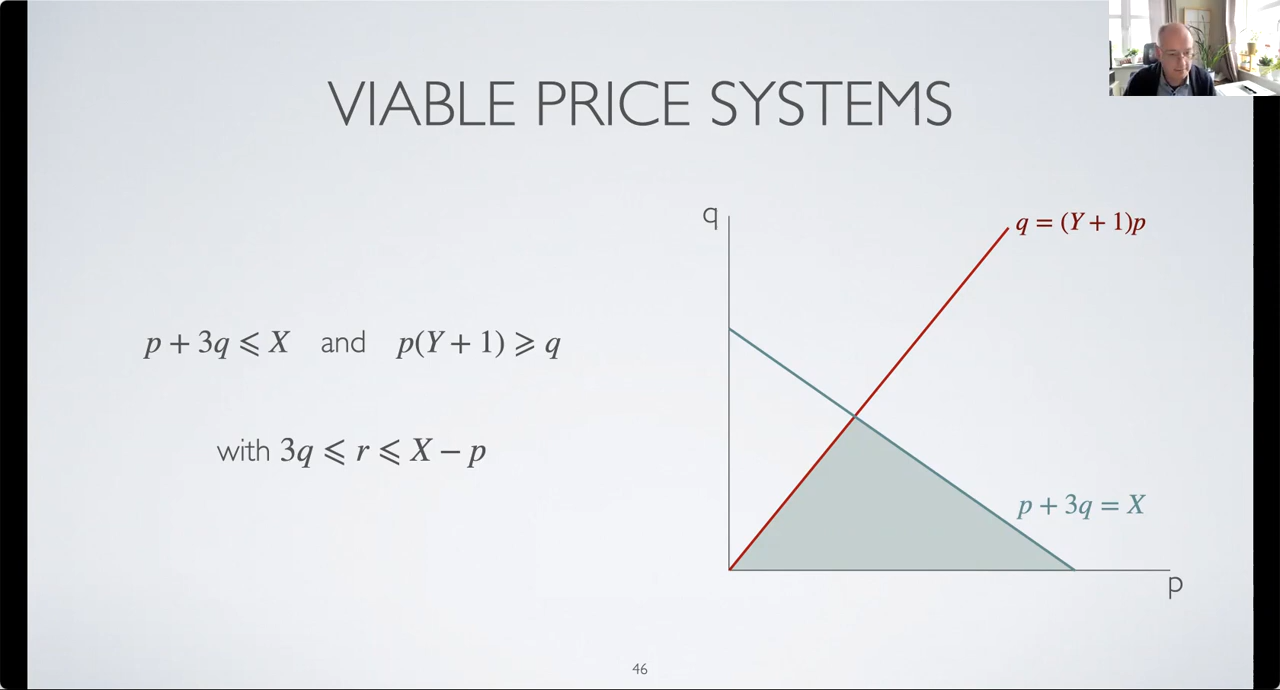 VIABLE PRICE SYSTEMS
p + 3q ⩽ X and p(Y + 1) ⩾ q
with 3q ⩽ r ⩽ X − p
q
q = (Y + 1)p
p + 3q = X
p
46